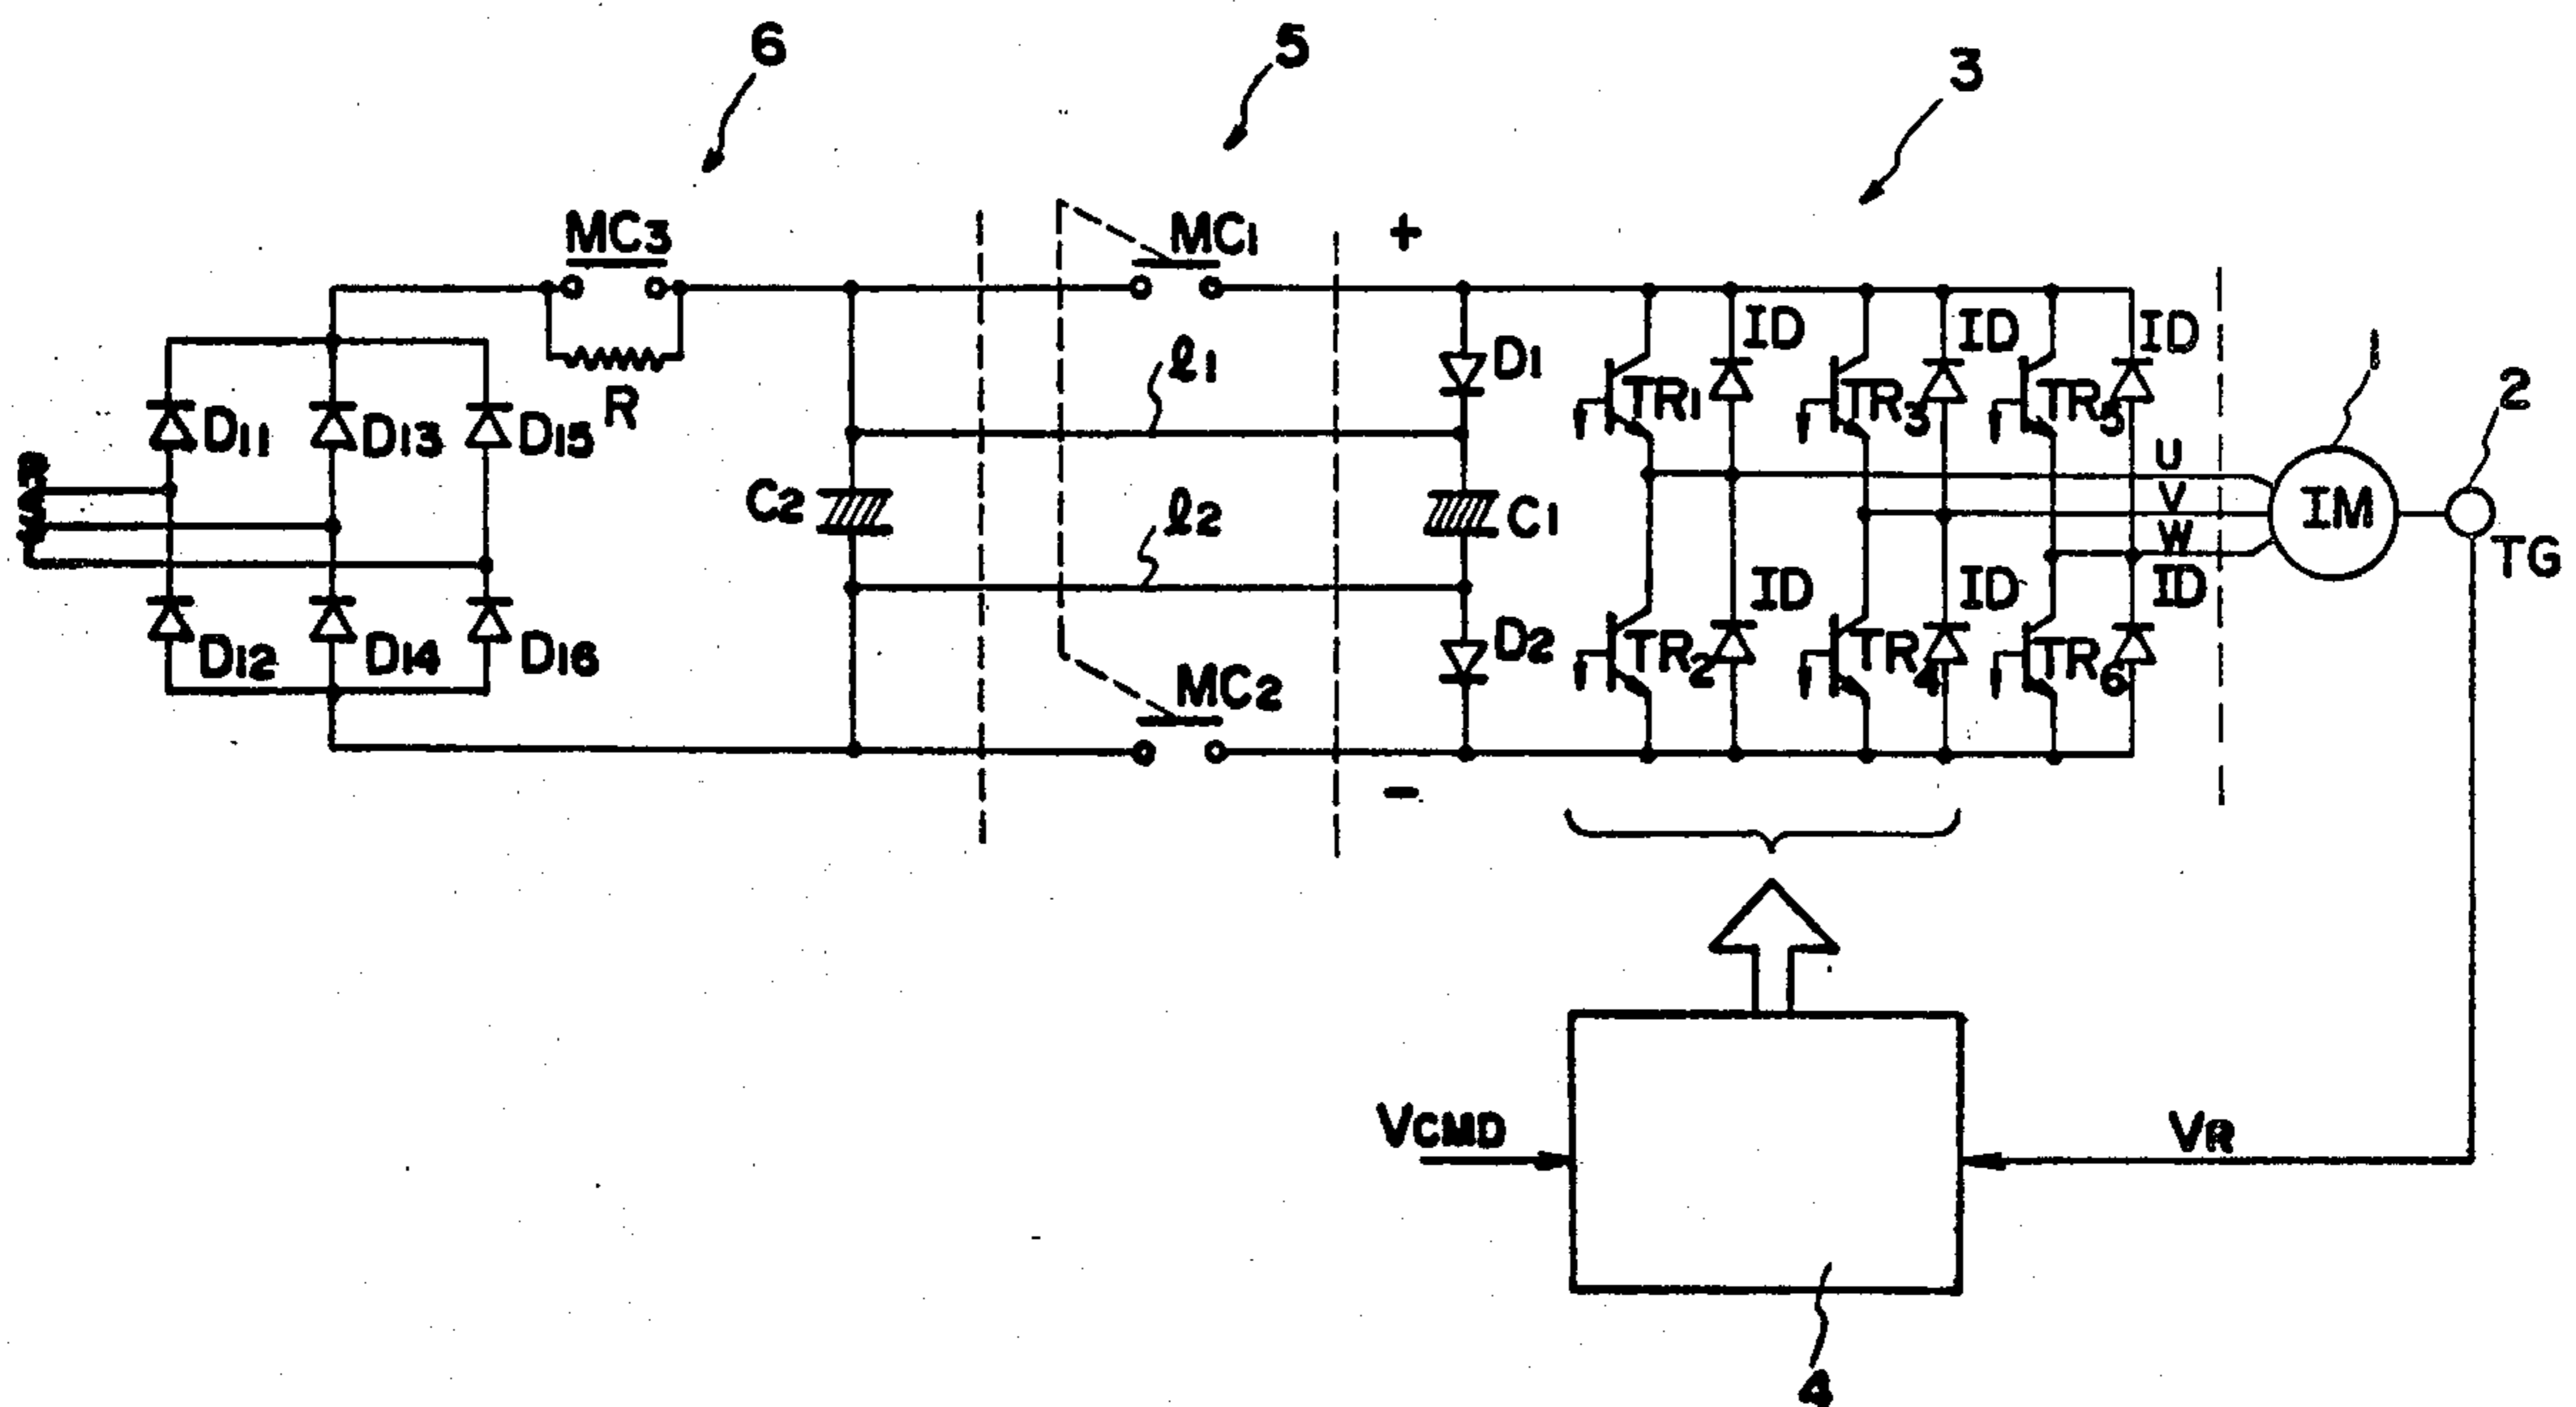 6
5
3
MC3
MC1
+
R
l1
D1
ID
ID
ID
1
2
D11
D13
D15
TR1
TR3
TR5
U
V
W
C2
l2
C1
IM
TG
D12
D14
D16
MC2
D2
TR2
ID
TR4
ID
TR6
ID
-
VCMD
VR
4